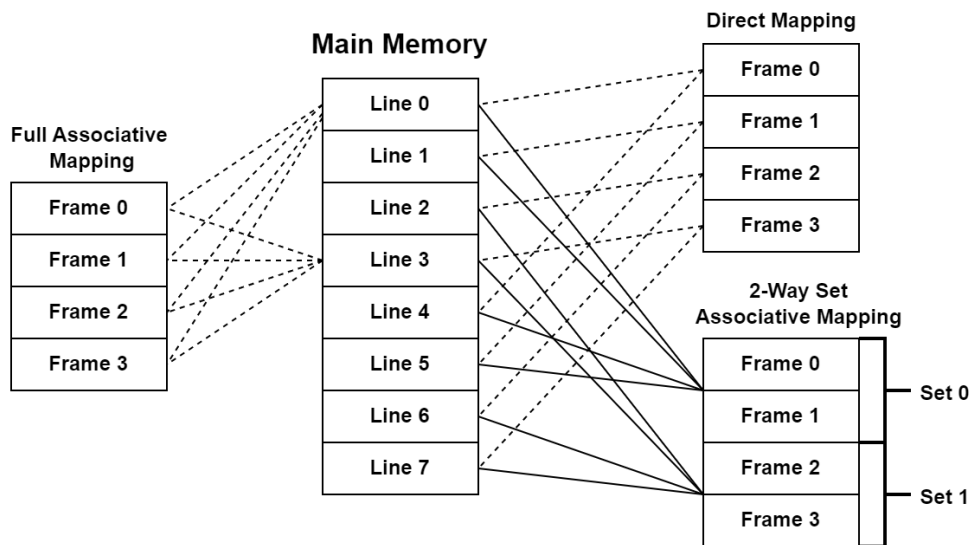 Full Associative
Mapping
Frame 0
Frame 1
Frame 2
Frame 3
Main Memory
Line 0
Line 1
Line 2
Line 3
Line 4
Line 5
Line 6
Line 7
Direct Mapping
Frame 0
Frame 1
Frame 2
Frame 3
2-Way Set
Associative Mapping
Frame 0
Frame 1
Frame 2
Frame 3
Set 0
Set 1